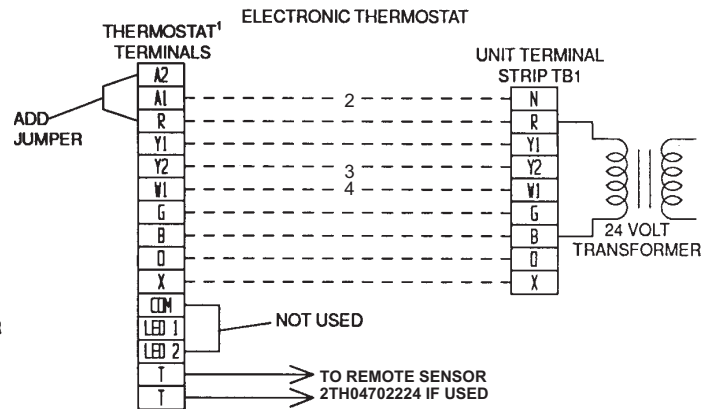 ELECTRONIC THERMOSTAT
THERMOSTAT¹
TERMINALS
UNIT TERMINAL
STRIP TB1
ADD
JUMPER
A2
A1
2
N
R
R
Y1
Y1
Y2
3
Y2
W1
4
W1
G
G
B
B
O
O
X
X
24 VOLT
TRANSFORMER
COM
LED 1
LED 2
NOT USED
T
TO REMOTE SENSOR
T
2TH04702224 IF USED